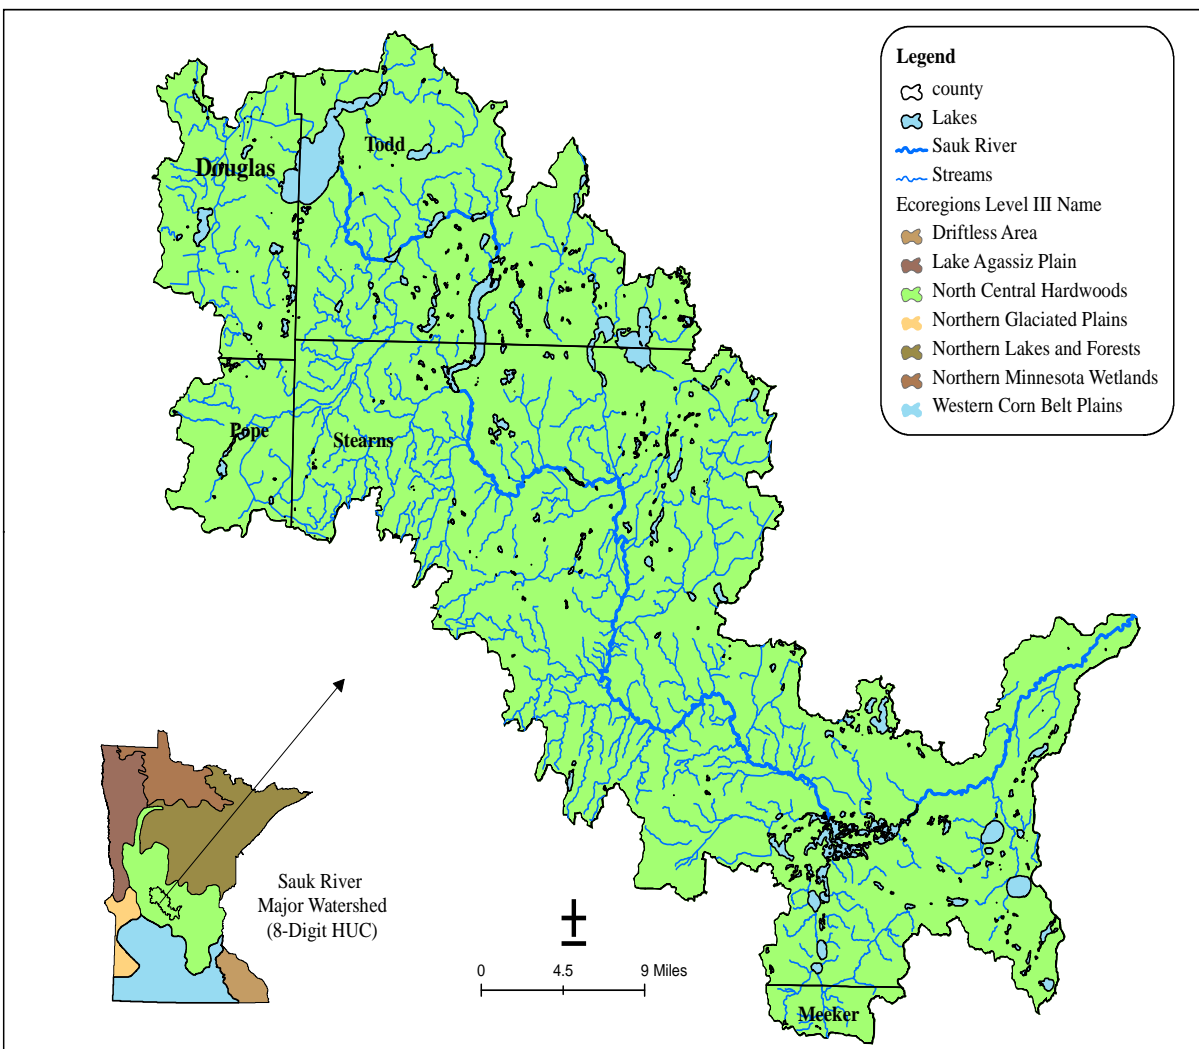 Legend
county
Lakes
Sauk River
Streams
Ecoregions Level III Name
Driftless Area
Lake Agassiz Plain
North Central Hardwoods
Northern Glaciated Plains
Northern Lakes and Forests
Northern Minnesota Wetlands
Western Corn Belt Plains
Todd
Douglas
Pope
Stearns
Meeker
Sauk River
Major Watershed
(8-Digit HUC)
0 4.5 9 Miles